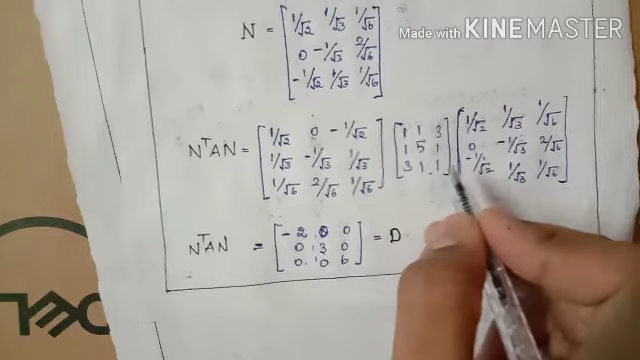 Made with KINEMASTER
N = [1/√2 1/√3 1/√6
0 -1/√3 2/√6
-1/√2 1/√3 1/√6]
NᵀAN = [1/√2 0 -1/√2] [1 1 3] [1/√2 1/√3 1/√6]
[1/√3 -1/√3 1/√3] [1 5 1] [0 -1/√3 2/√6]
[1/√6 2/√6 1/√6] [3 1 1] [-1/√2 1/√3 1/√6]
NᵀAN = [-2 0 0
0 3 0 = D
0 0 6]